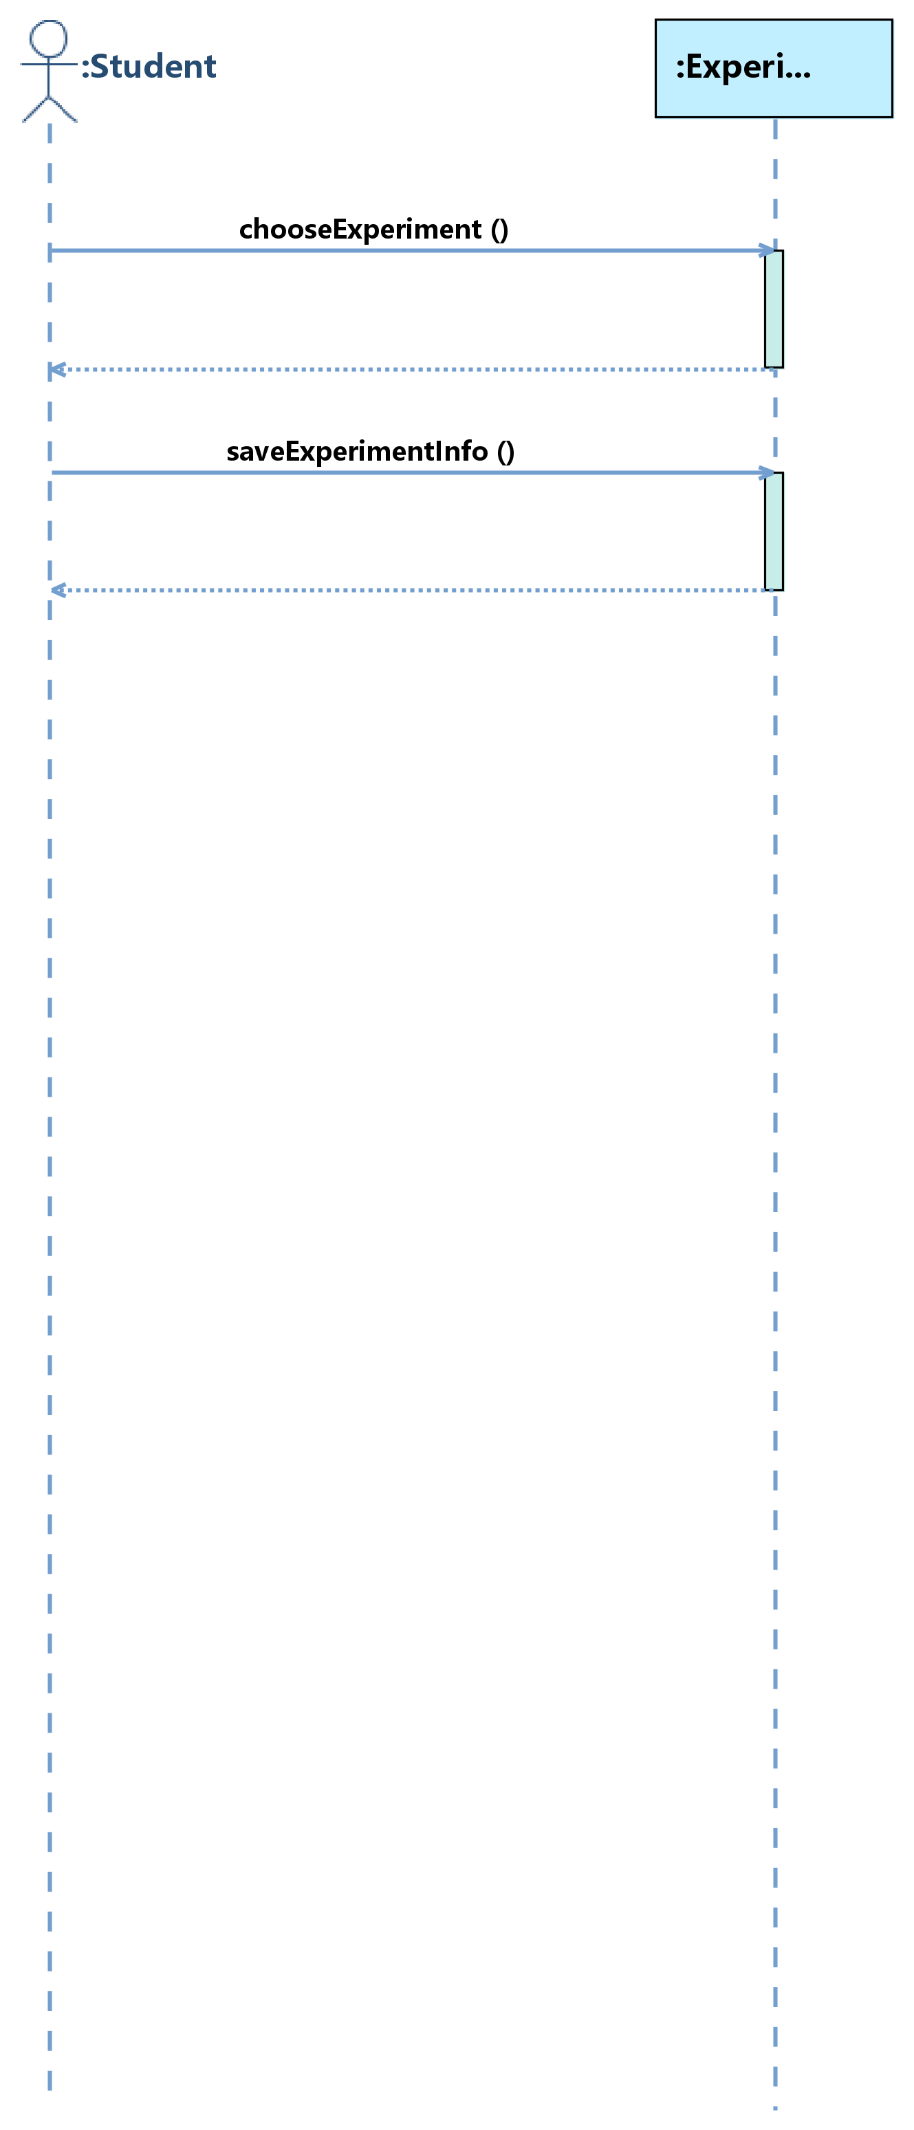 :Student
:Experi...
chooseExperiment ()
saveExperimentInfo ()